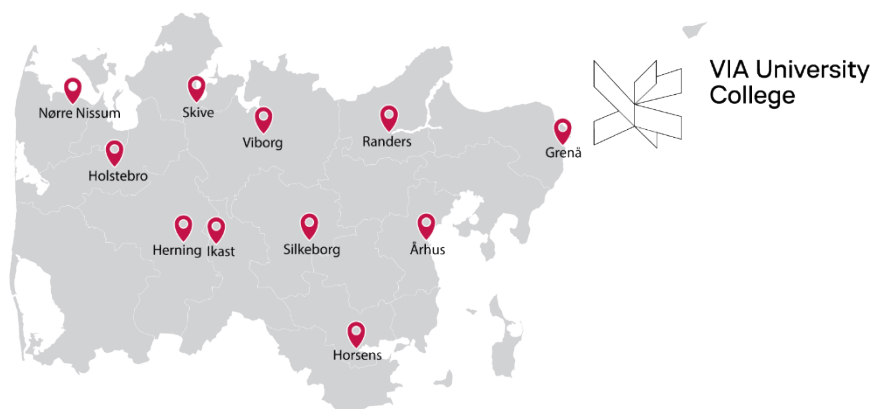 VIA University
College
Nørre Nissum
Skive
Viborg
Randers
Grenå
Holstebro
Herning
Ikast
Silkeborg
Århus
Horsens